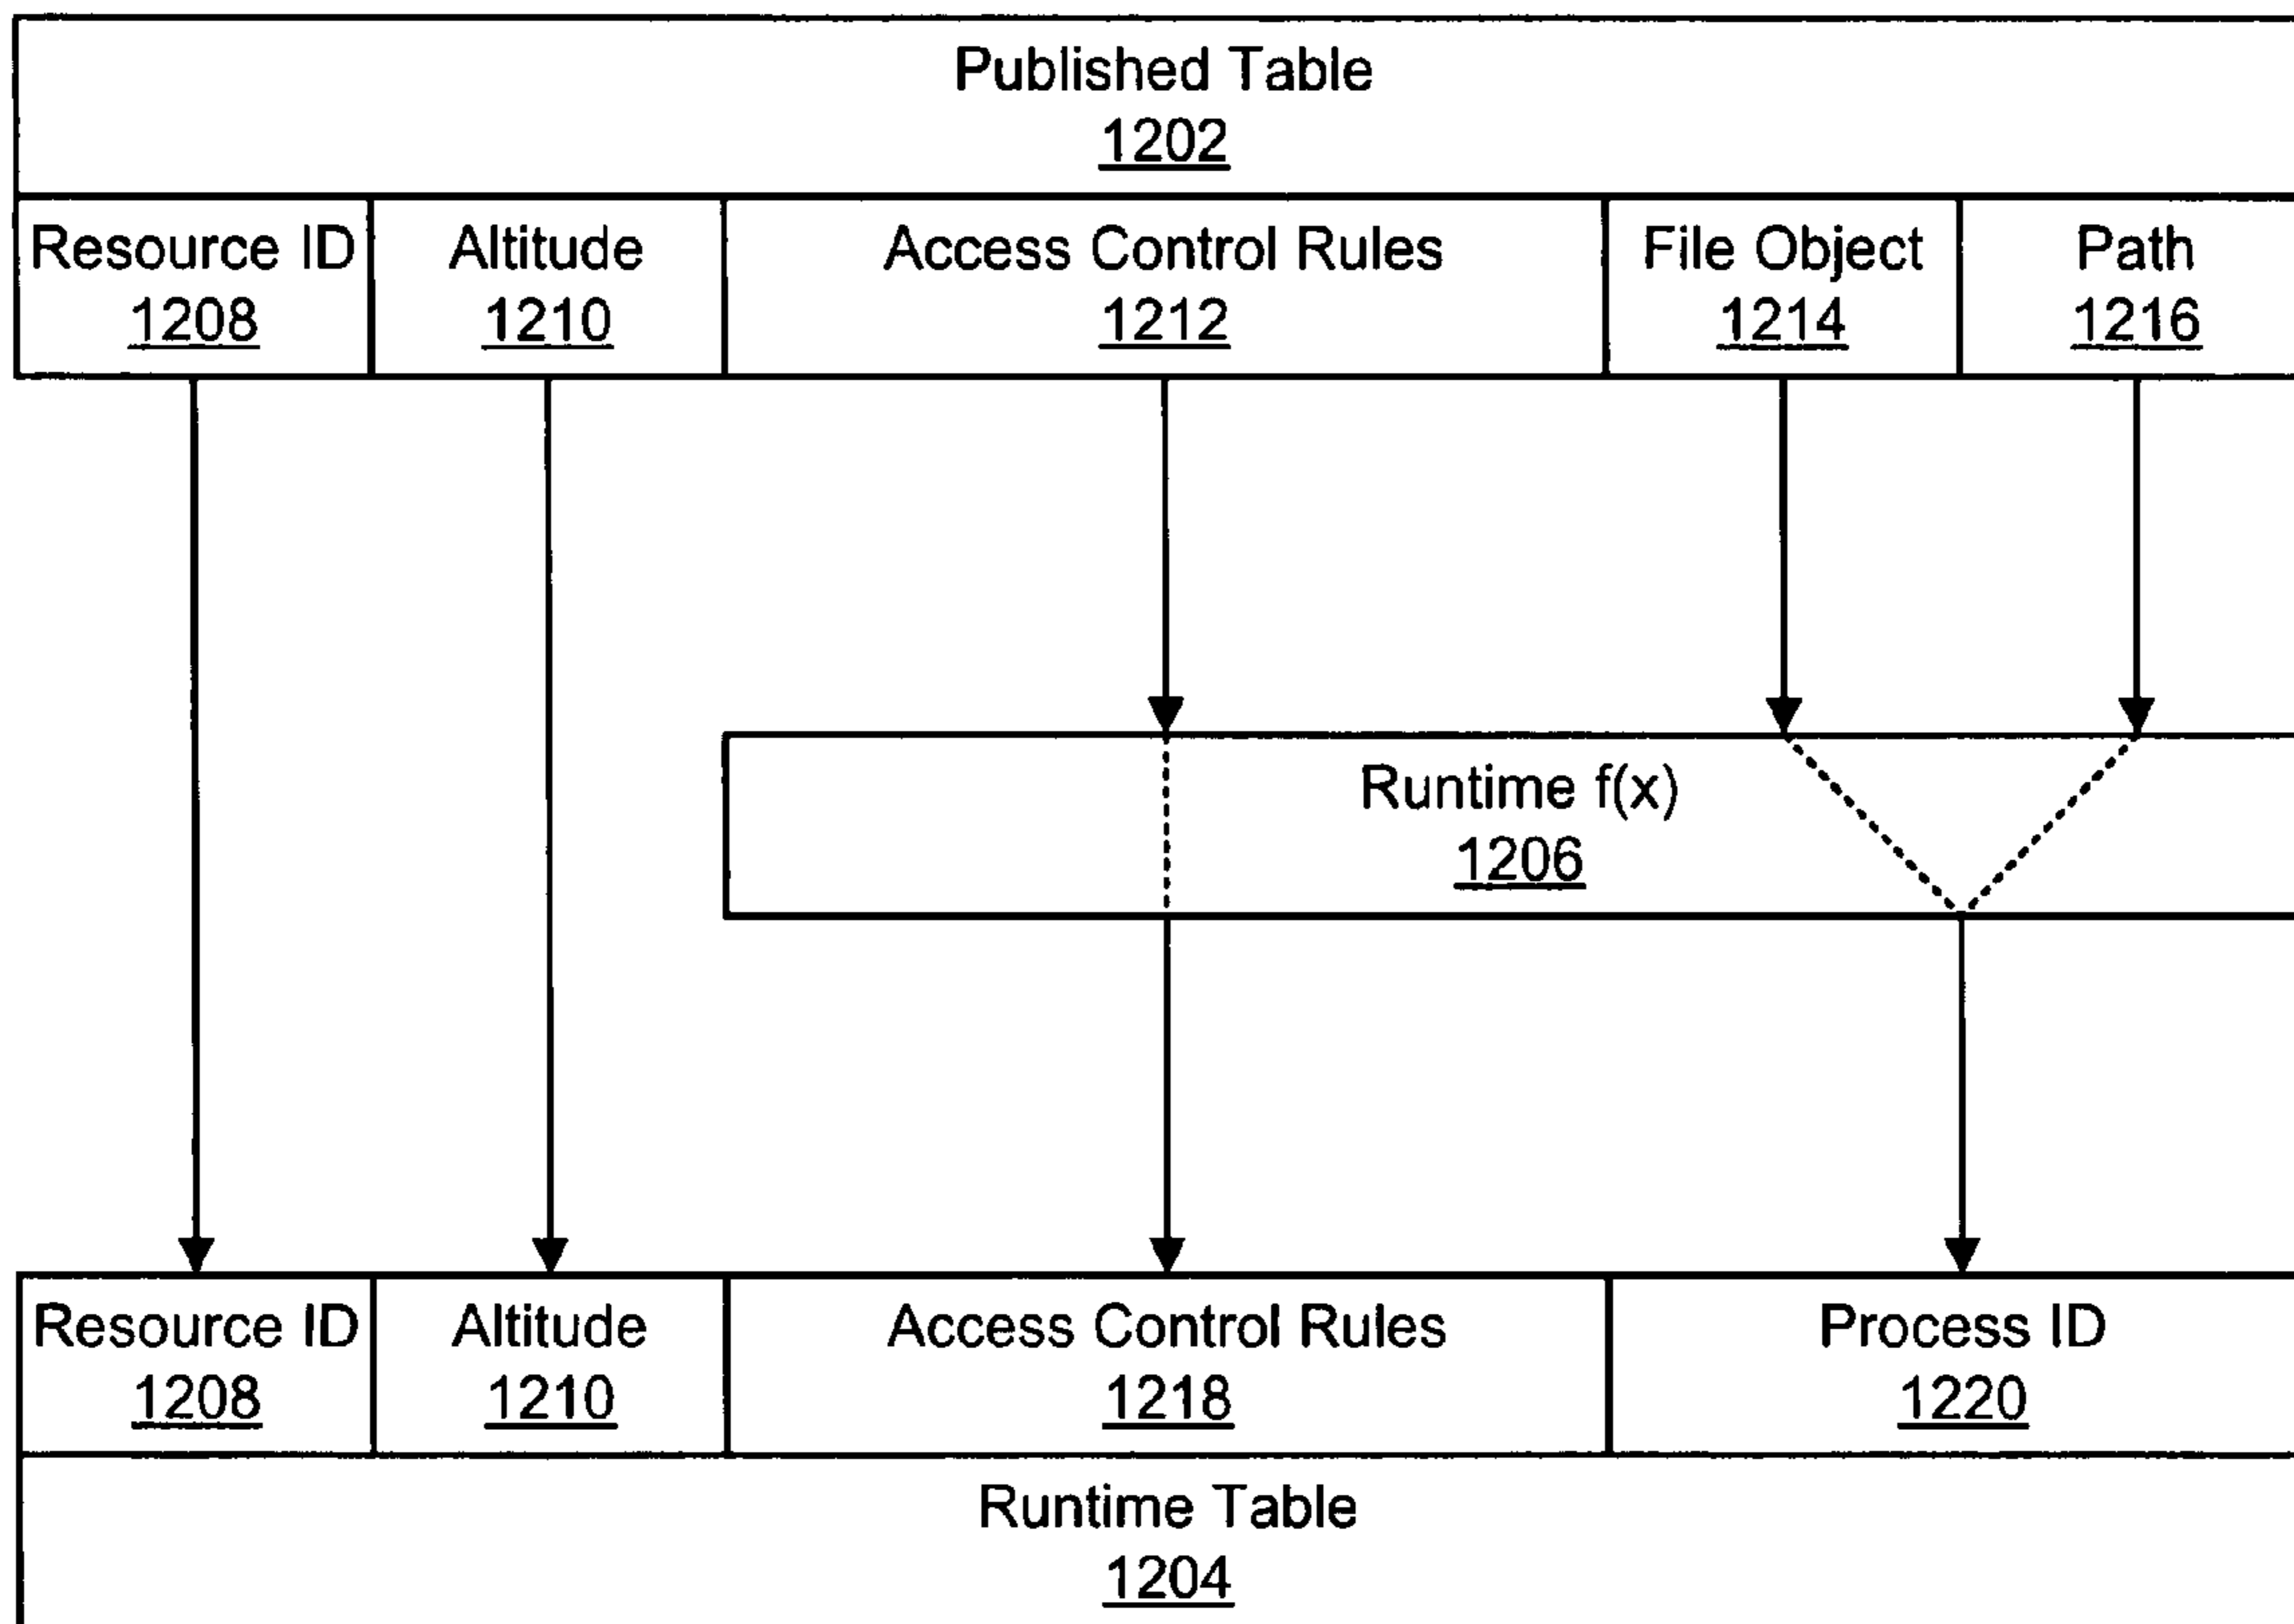 Published Table
1202
Resource ID
1208
Altitude
1210
Access Control Rules
1212
File Object
1214
Path
1216
Runtime f(x)
1206
Resource ID
1208
Altitude
1210
Access Control Rules
1218
Process ID
1220
Runtime Table
1204